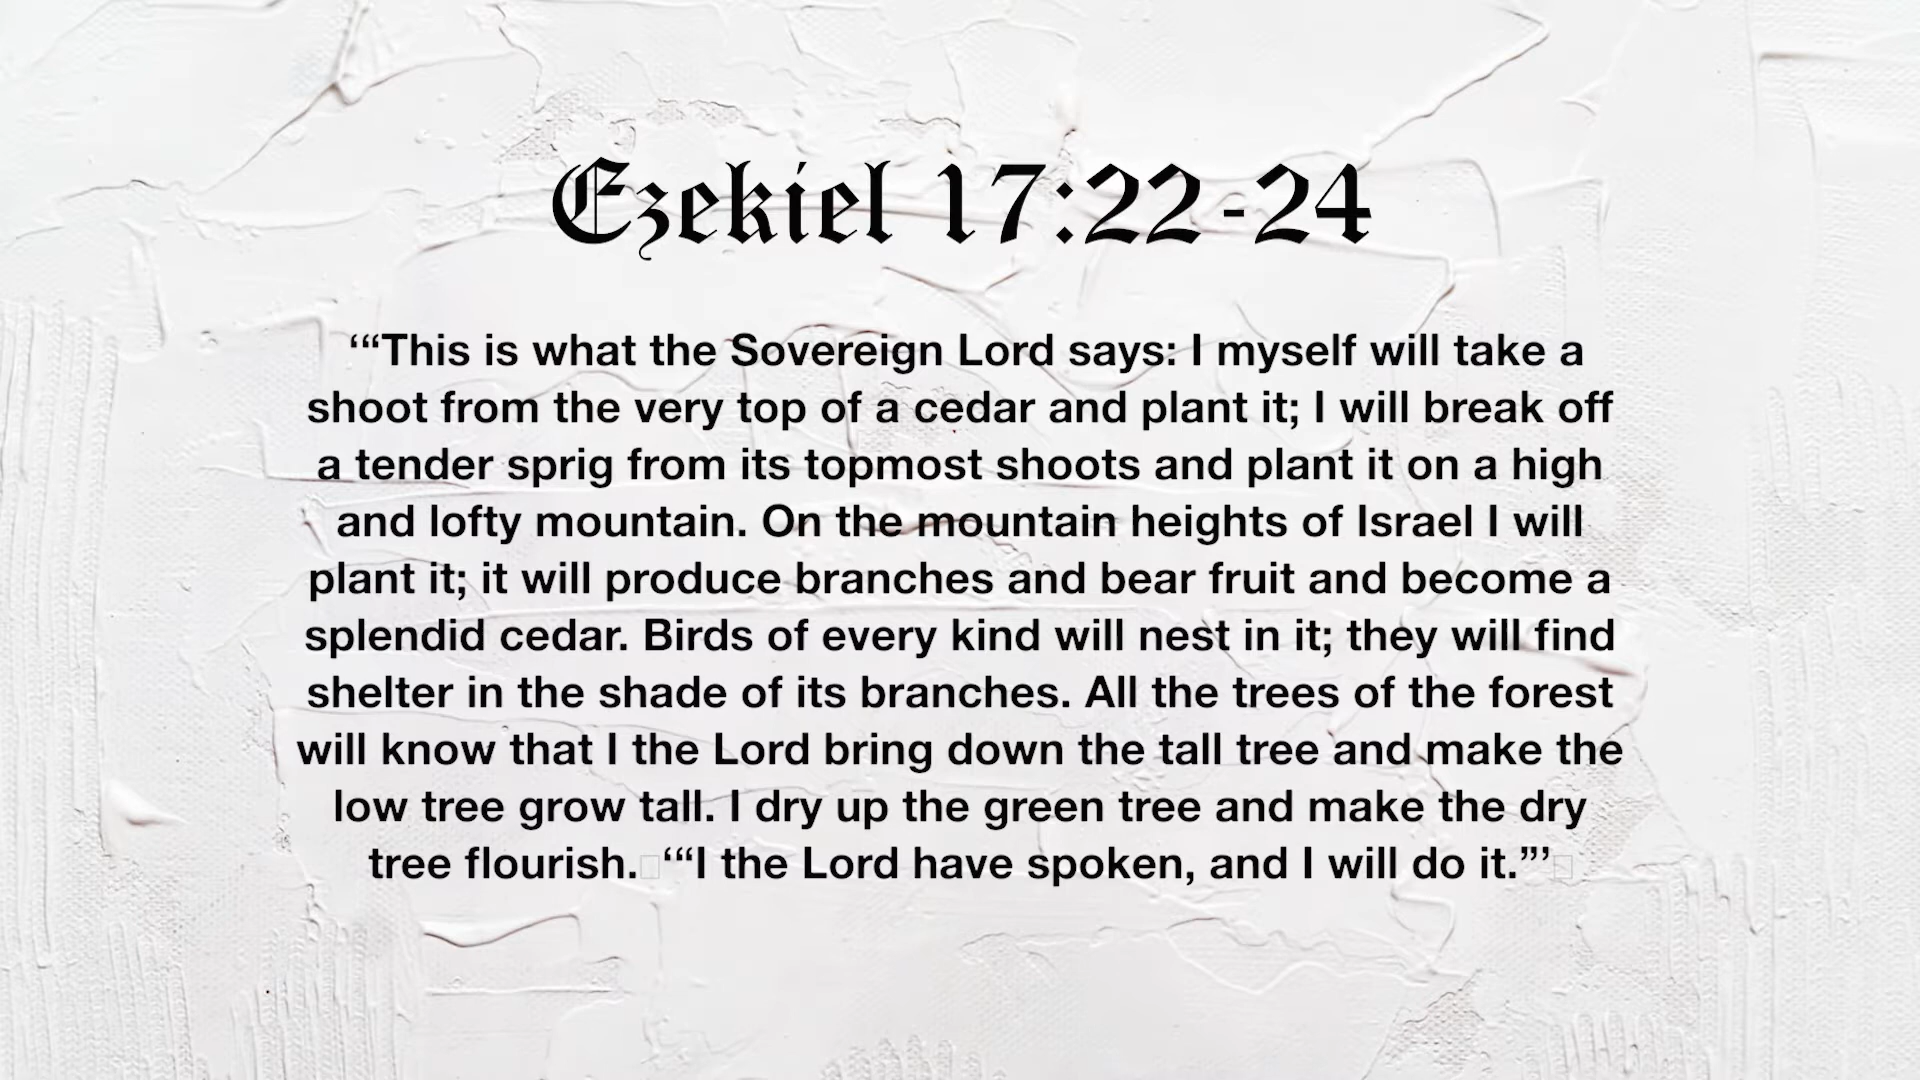 Ezekiel 17:22-24
‘“This is what the Sovereign Lord says: I myself will take a
shoot from the very top of a cedar and plant it; I will break off
a tender sprig from its topmost shoots and plant it on a high
and lofty mountain. On the mountain heights of Israel I will
plant it; it will produce branches and bear fruit and become a
splendid cedar. Birds of every kind will nest in it; they will find
shelter in the shade of its branches. All the trees of the forest
will know that I the Lord bring down the tall tree and make the
low tree grow tall. I dry up the green tree and make the dry
tree flourish. ‘“I the Lord have spoken, and I will do it.”’